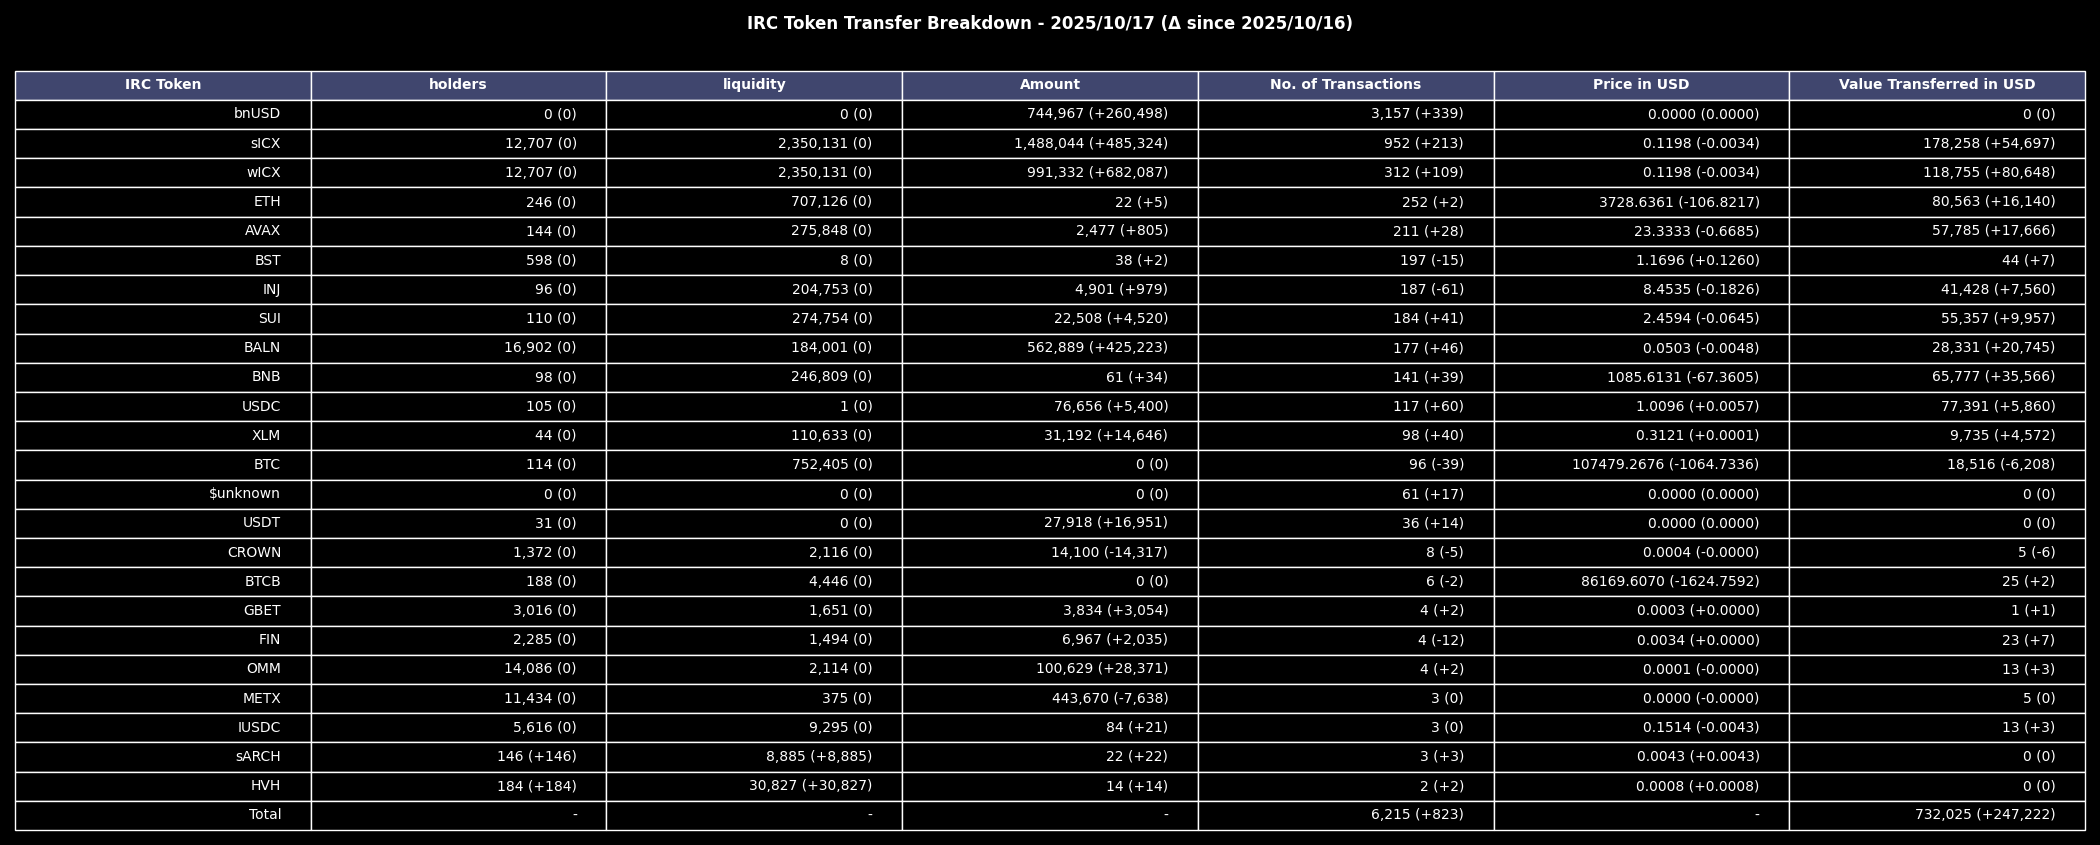 IRC Token Transfer Breakdown - 2025/10/17 (Δ since 2025/10/16)
IRC Token holders liquidity Amount No. of Transactions Price in USD Value Transferred in USD
bnUSD 0 (0) 0 (0) 744,967 (+260,498) 3,157 (+339) 0.0000 (0.0000) 0 (0)
sICX 12,707 (0) 2,350,131 (0) 1,488,044 (+485,324) 952 (+213) 0.1198 (-0.0034) 178,258 (+54,697)
wICX 12,707 (0) 2,350,131 (0) 991,332 (+682,087) 312 (+109) 0.1198 (-0.0034) 118,755 (+80,648)
ETH 246 (0) 707,126 (0) 22 (+5) 252 (+2) 3728.6361 (-106.8217) 80,563 (+16,140)
AVAX 144 (0) 275,848 (0) 2,477 (+805) 211 (+28) 23.3333 (-0.6685) 57,785 (+17,666)
BST 598 (0) 8 (0) 38 (+2) 197 (-15) 1.1696 (+0.1260) 44 (+7)
INJ 96 (0) 204,753 (0) 4,901 (+979) 187 (-61) 8.4535 (-0.1826) 41,428 (+7,560)
SUI 110 (0) 274,754 (0) 22,508 (+4,520) 184 (+41) 2.4594 (-0.0645) 55,357 (+9,957)
BALN 16,902 (0) 184,001 (0) 562,889 (+425,223) 177 (+46) 0.0503 (-0.0048) 28,331 (+20,745)
BNB 98 (0) 246,809 (0) 61 (+34) 141 (+39) 1085.6131 (-67.3605) 65,777 (+35,566)
USDC 105 (0) 1 (0) 76,656 (+5,400) 117 (+60) 1.0096 (+0.0057) 77,391 (+5,860)
XLM 44 (0) 110,633 (0) 31,192 (+14,646) 98 (+40) 0.3121 (+0.0001) 9,735 (+4,572)
BTC 114 (0) 752,405 (0) 0 (0) 96 (-39) 107479.2676 (-1064.7336) 18,516 (-6,208)
$unknown 0 (0) 0 (0) 0 (0) 61 (+17) 0.0000 (0.0000) 0 (0)
USDT 31 (0) 0 (0) 27,918 (+16,951) 36 (+14) 0.0000 (0.0000) 0 (0)
CROWN 1,372 (0) 2,116 (0) 14,100 (-14,317) 8 (-5) 0.0004 (-0.0000) 5 (-6)
BTCB 188 (0) 4,446 (0) 0 (0) 6 (-2) 86169.6070 (-1624.7592) 25 (+2)
GBET 3,016 (0) 1,651 (0) 3,834 (+3,054) 4 (+2) 0.0003 (+0.0000) 1 (+1)
FIN 2,285 (0) 1,494 (0) 6,967 (+2,035) 4 (-12) 0.0034 (+0.0000) 23 (+7)
OMM 14,086 (0) 2,114 (0) 100,629 (+28,371) 4 (+2) 0.0001 (-0.0000) 13 (+3)
METX 11,434 (0) 375 (0) 443,670 (-7,638) 3 (0) 0.0000 (-0.0000) 5 (0)
IUSDC 5,616 (0) 9,295 (0) 84 (+21) 3 (0) 0.1514 (-0.0043) 13 (+3)
sARCH 146 (+146) 8,885 (+8,885) 22 (+22) 3 (+3) 0.0043 (+0.0043) 0 (0)
HVH 184 (+184) 30,827 (+30,827) 14 (+14) 2 (+2) 0.0008 (+0.0008) 0 (0)
Total - - - 6,215 (+823) - 732,025 (+247,222)